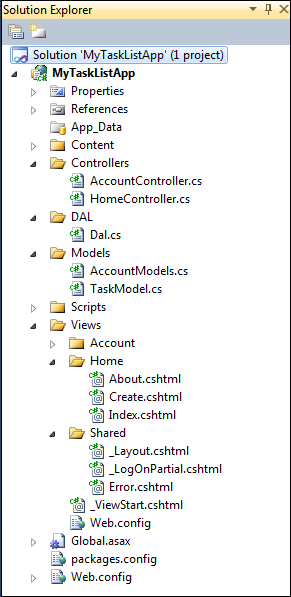 Solution Explorer
Solution 'MyTaskListApp' (1 project)
MyTaskListApp
Properties
References
App_Data
Content
Controllers
AccountController.cs
HomeController.cs
DAL
Dal.cs
Models
AccountModels.cs
TaskModel.cs
Scripts
Views
Account
Home
About.cshtml
Create.cshtml
Index.cshtml
Shared
_Layout.cshtml
_LogOnPartial.cshtml
Error.cshtml
_ViewStart.cshtml
Web.config
Global.asax
packages.config
Web.config